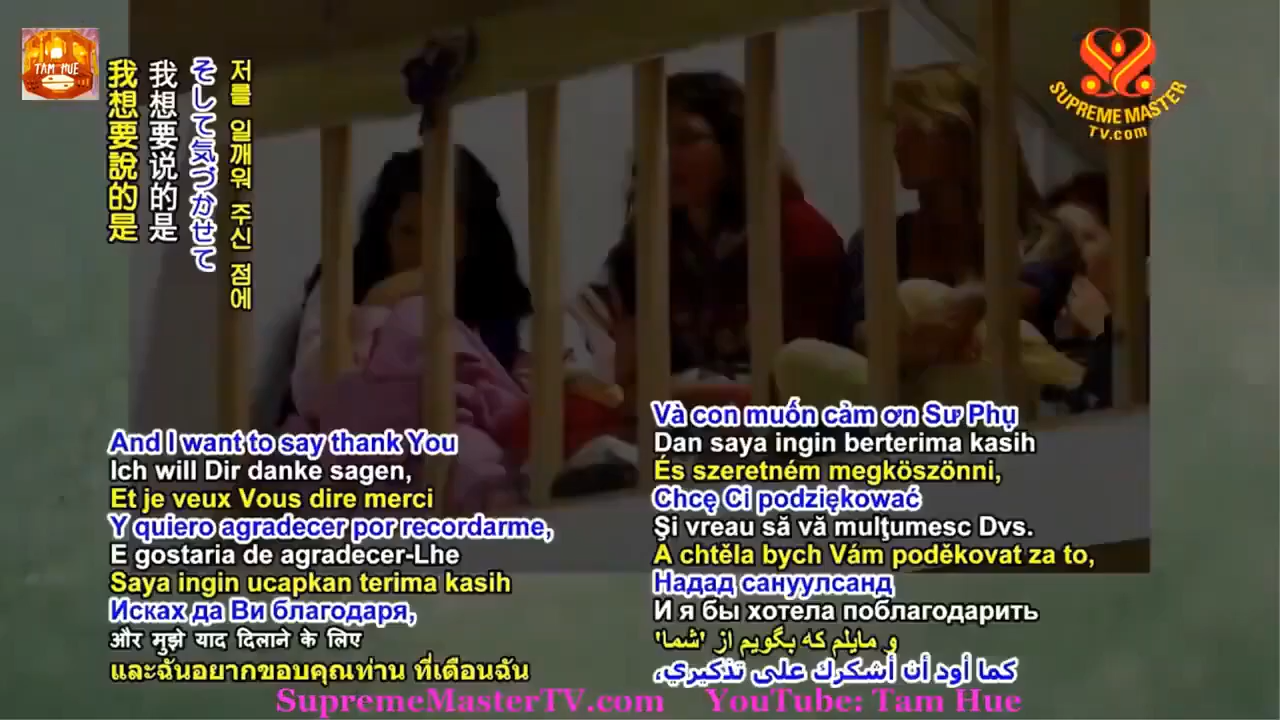 TAM HUE
SUPREME MASTER
TV.com
我想要說的是
我想要说的是
そして気づかせて
저를 일깨워 주신 점에
And I want to say thank You
Ich will Dir danke sagen,
Et je veux Vous dire merci
Y quiero agradecer por recordarme,
E gostaria de agradecer-Lhe
Saya ingin ucapkan terima kasih
Исках да Ви благодаря,
और मुझे याद दिलाने के लिए
และฉันอยากขอบคุณท่าน ที่เตือนฉัน
Và con muốn cảm ơn Sư Phụ
Dan saya ingin berterima kasih
És szeretném megköszönni,
Chcę Ci podziękować
Şi vreau să vă mulţumesc Dvs.
A chtěla bych Vám poděkovat za to,
Надад сануулсанд
И я бы хотела поблагодарить
و مایلم که بگویم از 'شما'
كما أود أن أشكرك على تذكيري،
SupremeMasterTV.com YouTube: Tam Hue